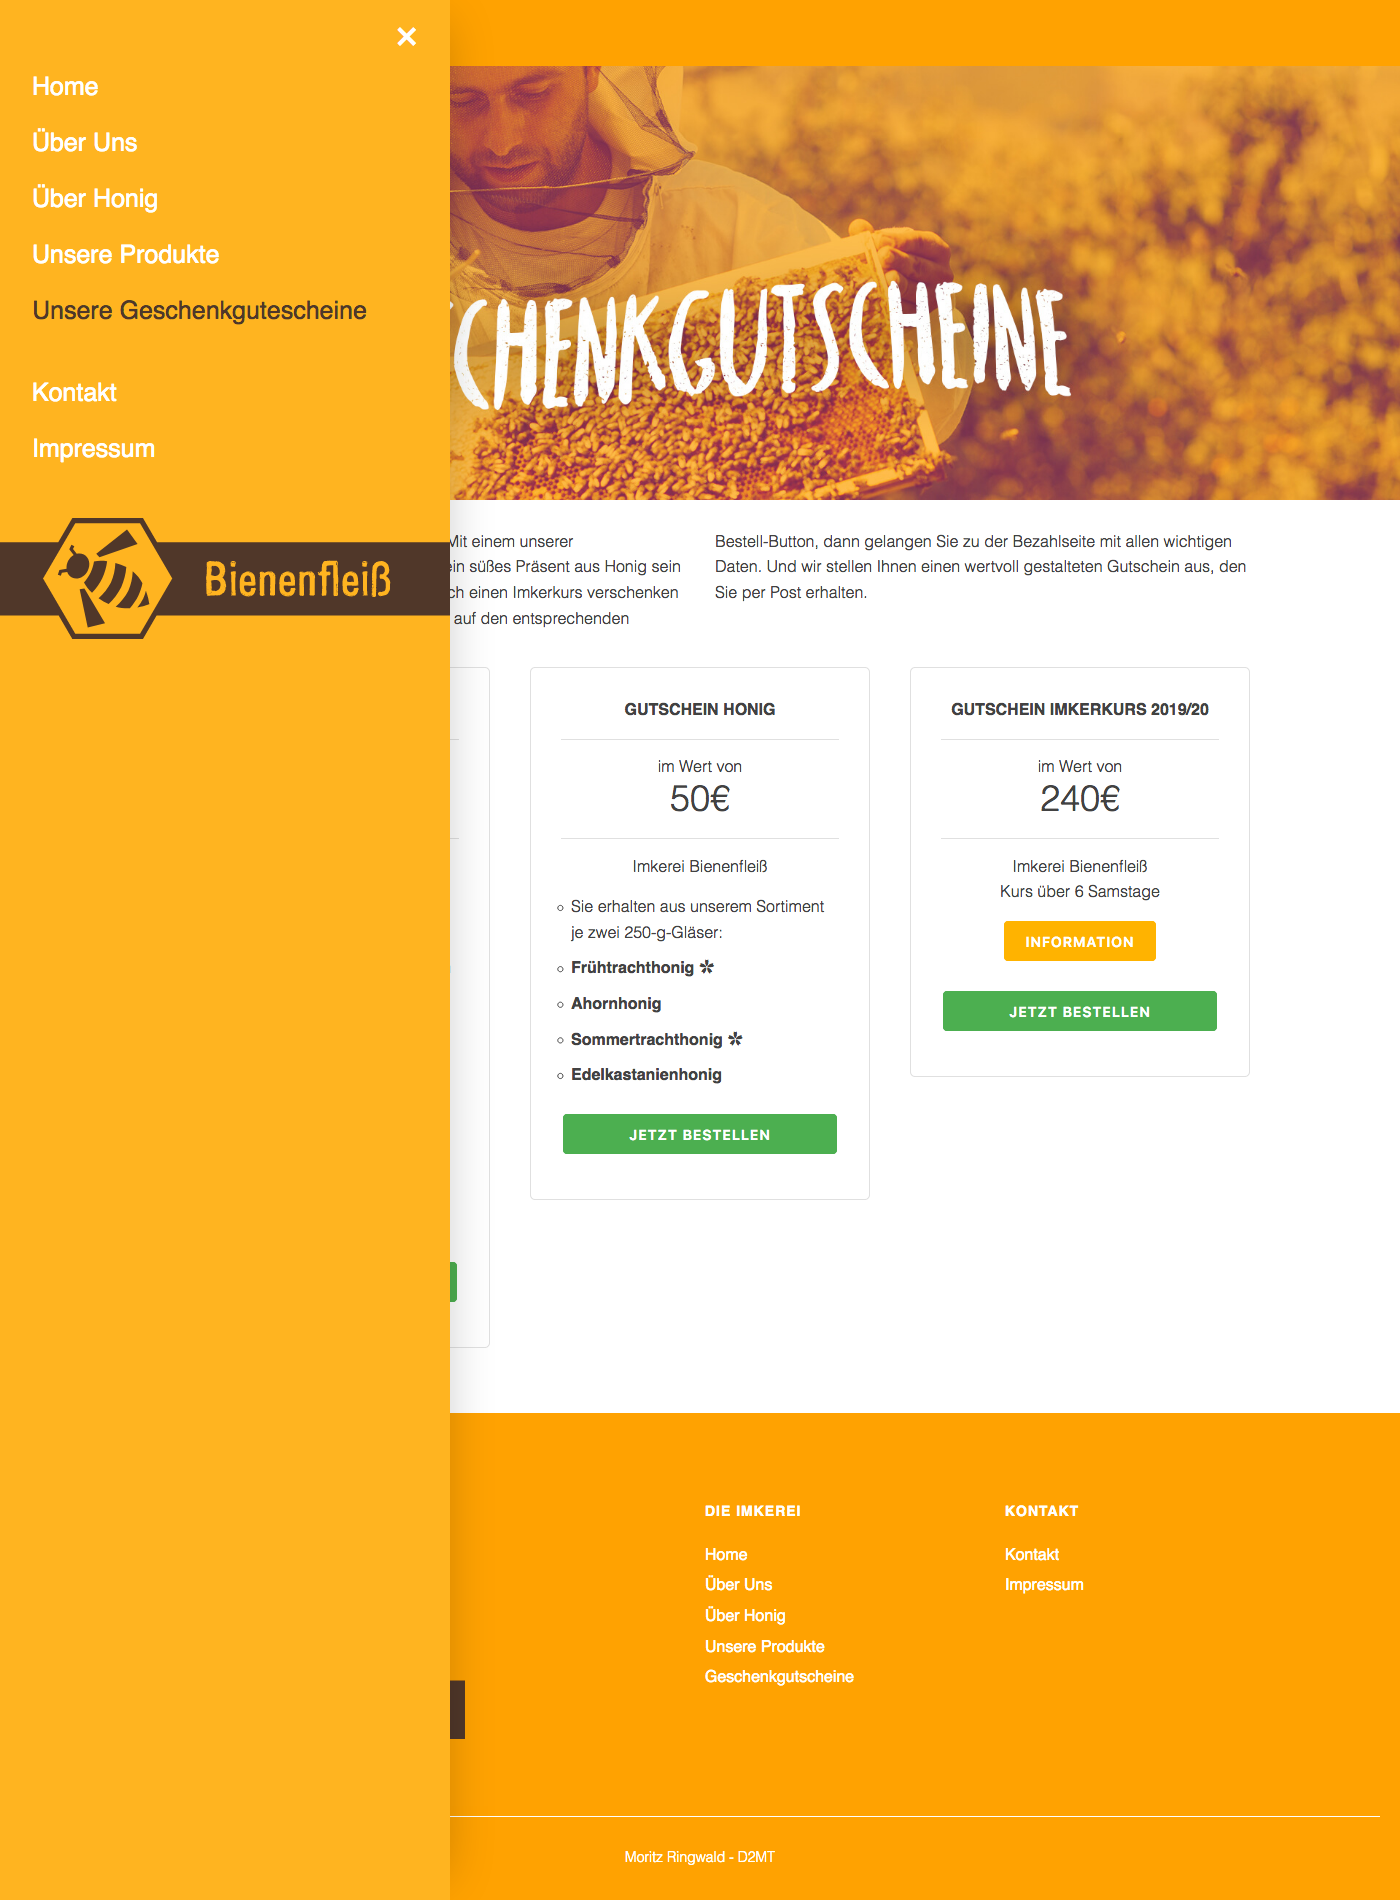 ×
Home
Über Uns
Über Honig
Unsere Produkte
Unsere Geschenkgutescheine
Kontakt
Impressum
Bienenfleiß
SCHENKGUTSCHEINE
Mit einem unserer
ein süßes Präsent aus Honig sein
ch einen Imkerkurs verschenken
auf den entsprechenden
Bestell-Button, dann gelangen Sie zu der Bezahlseite mit allen wichtigen
Daten. Und wir stellen Ihnen einen wertvoll gestalteten Gutschein aus, den
Sie per Post erhalten.
GUTSCHEIN HONIG
im Wert von
50€
Imkerei Bienenfleiß
Sie erhalten aus unserem Sortiment
je zwei 250-g-Gläser:
Frühtrachthonig ✲
Ahornhonig
Sommertrachthonig ✲
Edelkastanienhonig
JETZT BESTELLEN
GUTSCHEIN IMKERKURS 2019/20
im Wert von
240€
Imkerei Bienenfleiß
Kurs über 6 Samstage
INFORMATION
JETZT BESTELLEN
DIE IMKEREI
Home
Über Uns
Über Honig
Unsere Produkte
Geschenkgutscheine
KONTAKT
Kontakt
Impressum
Moritz Ringwald - D2MT